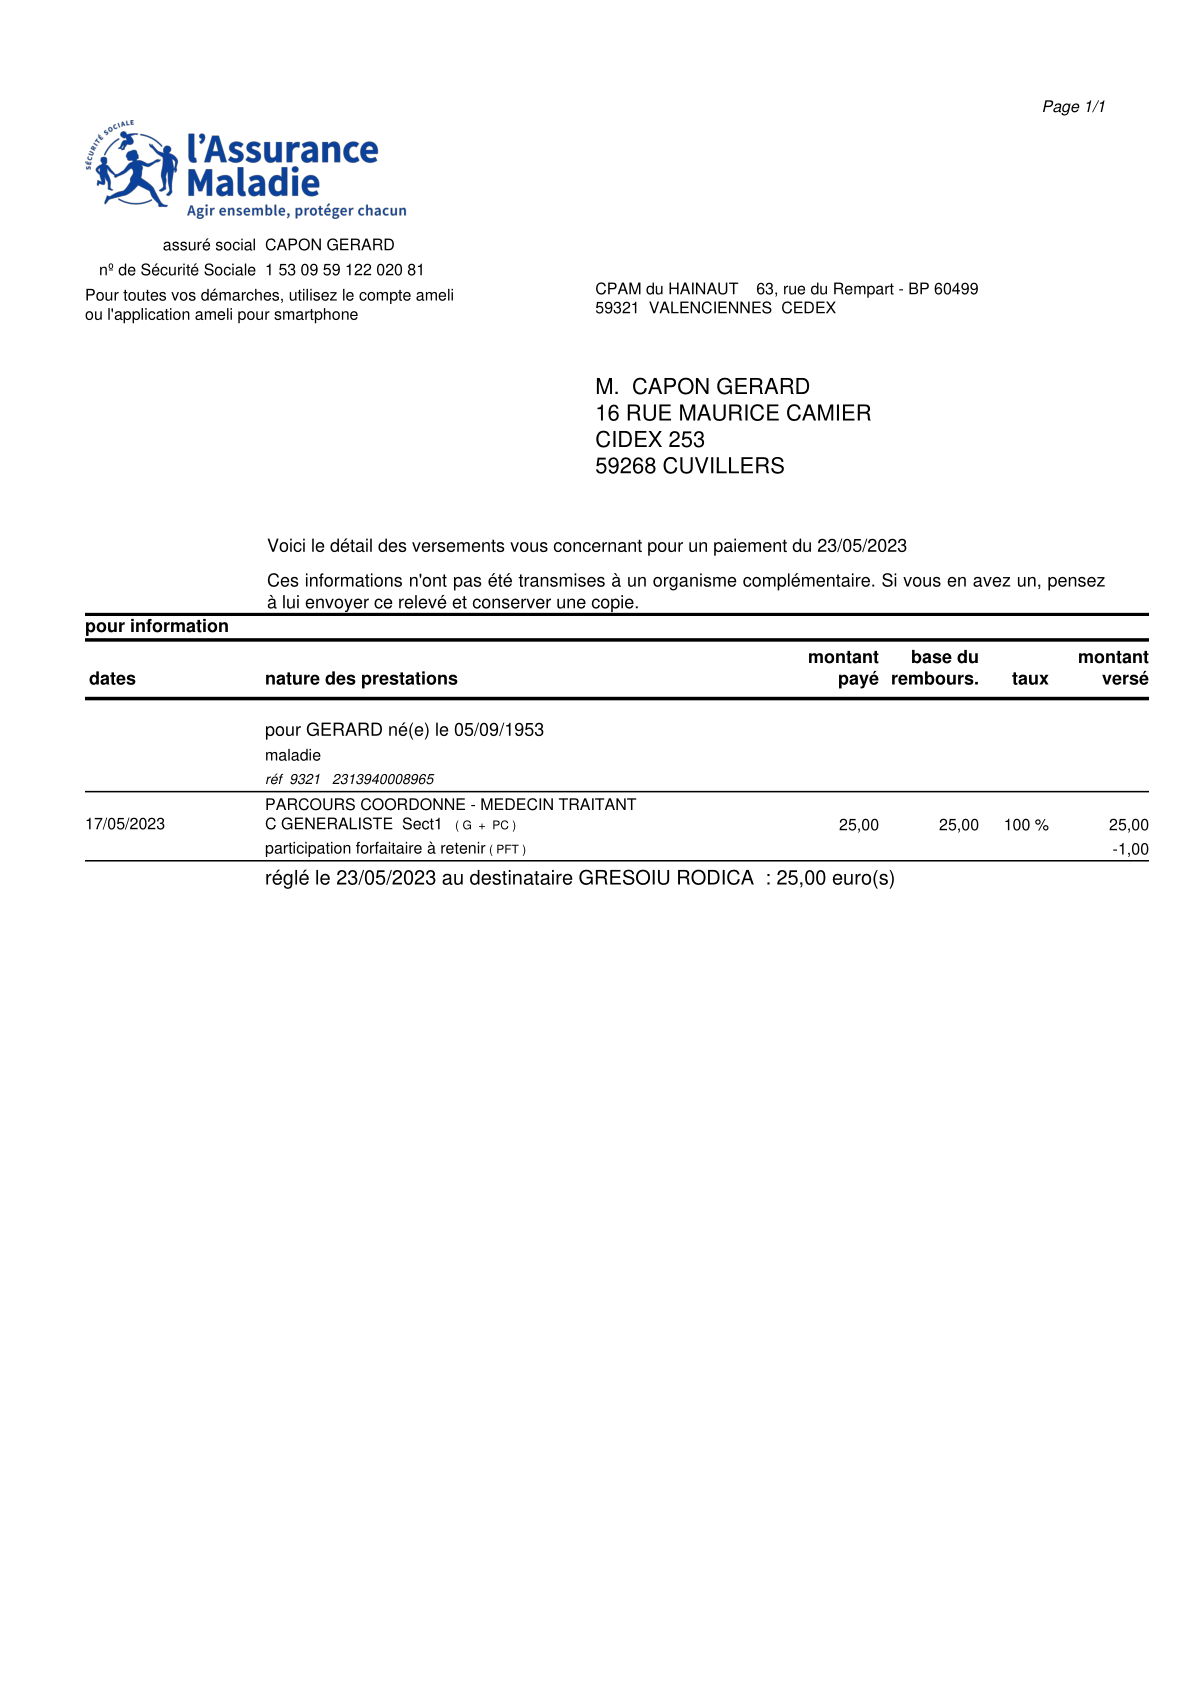 Page 1/1
SÉCURITÉ SOCIALE
l'Assurance
Maladie
Agir ensemble, protéger chacun
assuré social CAPON GERARD
nº de Sécurité Sociale 1 53 09 59 122 020 81
Pour toutes vos démarches, utilisez le compte ameli
ou l'application ameli pour smartphone
CPAM du HAINAUT 63, rue du Rempart - BP 60499
59321 VALENCIENNES CEDEX
M. CAPON GERARD
16 RUE MAURICE CAMIER
CIDEX 253
59268 CUVILLERS
Voici le détail des versements vous concernant pour un paiement du 23/05/2023
Ces informations n'ont pas été transmises à un organisme complémentaire. Si vous en avez un, pensez
à lui envoyer ce relevé et conserver une copie.
pour information
montant base du montant
dates nature des prestations payé rembours. taux versé
pour GERARD né(e) le 05/09/1953
maladie
réf 9321 2313940008965
PARCOURS COORDONNE - MEDECIN TRAITANT
17/05/2023 C GENERALISTE Sect1 ( G + PC ) 25,00 25,00 100 % 25,00
participation forfaitaire à retenir ( PFT ) -1,00
réglé le 23/05/2023 au destinataire GRESOIU RODICA : 25,00 euro(s)